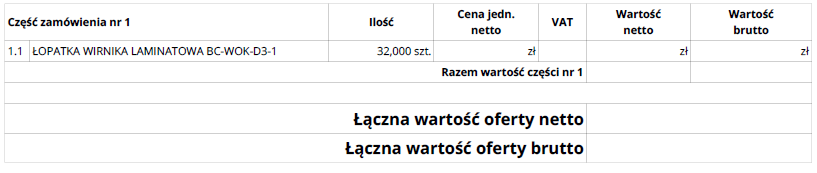 Część zamówienia nr 1 Ilość Cena jedn. netto VAT Wartość netto Wartość brutto
1.1 ŁOPATKA WIRNIKA LAMINATOWA BC-WOK-D3-1 32,000 szt. zł zł zł
Razem wartość części nr 1
Łączna wartość oferty netto
Łączna wartość oferty brutto